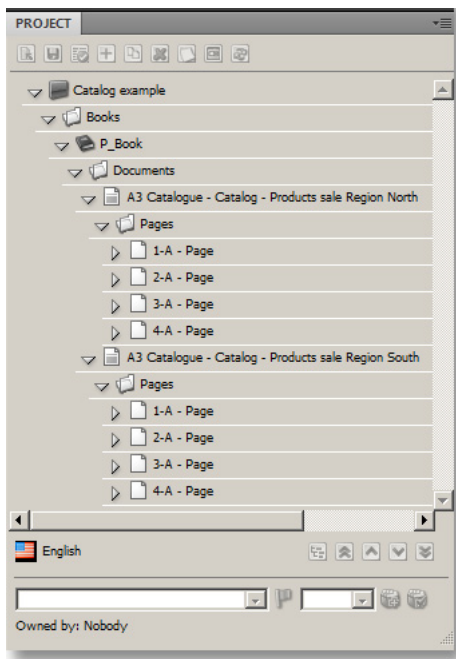 PROJECT
Catalog example
Books
P_Book
Documents
A3 Catalogue - Catalog - Products sale Region North
Pages
1-A - Page
2-A - Page
3-A - Page
4-A - Page
A3 Catalogue - Catalog - Products sale Region South
Pages
1-A - Page
2-A - Page
3-A - Page
4-A - Page
English
Owned by: Nobody